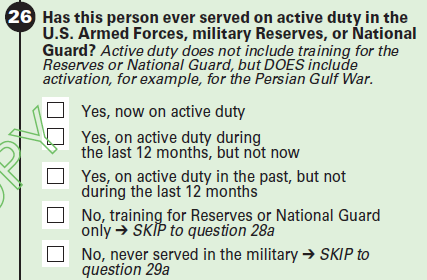 26 Has this person ever served on active duty in the
U.S. Armed Forces, military Reserves, or National
Guard? Active duty does not include training for the
Reserves or National Guard, but DOES include
activation, for example, for the Persian Gulf War.
Yes, now on active duty
Yes, on active duty during
the last 12 months, but not now
Yes, on active duty in the past, but not
during the last 12 months
No, training for Reserves or National Guard
only ➔ SKIP to question 28a
No, never served in the military ➔ SKIP to
question 29a
OPY